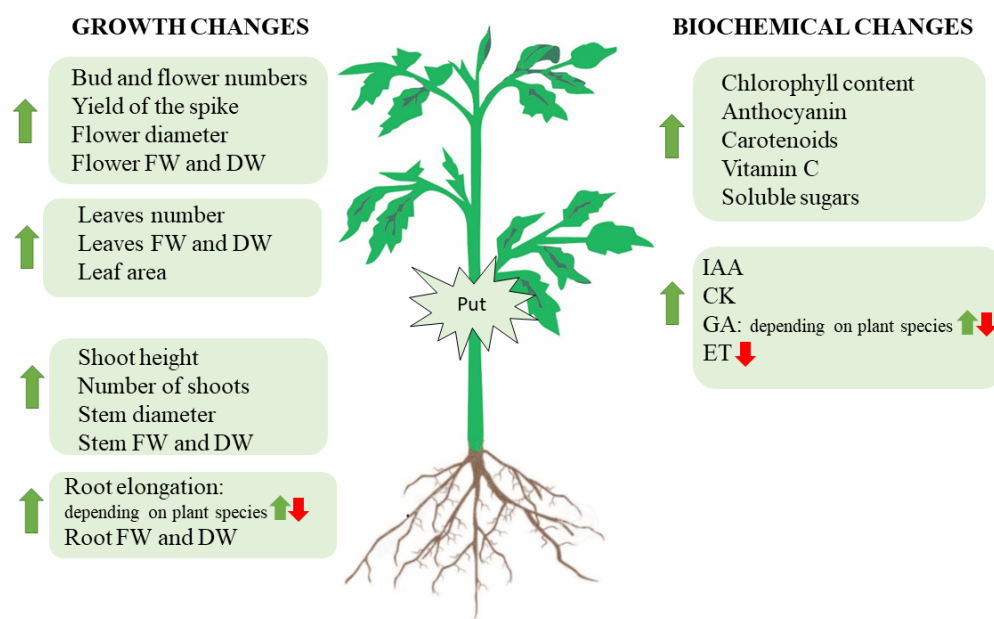 GROWTH CHANGES
Bud and flower numbers
Yield of the spike
Flower diameter
Flower FW and DW
Leaves number
Leaves FW and DW
Leaf area
Shoot height
Number of shoots
Stem diameter
Stem FW and DW
Root elongation:
depending on plant species
Root FW and DW
Put
BIOCHEMICAL CHANGES
Chlorophyll content
Anthocyanin
Carotenoids
Vitamin C
Soluble sugars
IAA
CK
GA: depending on plant species
ET